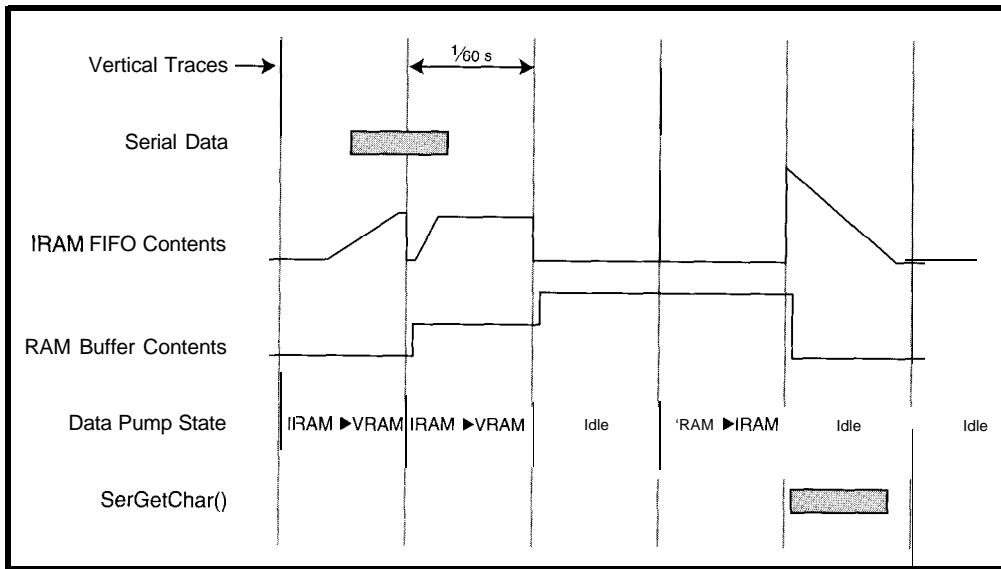 Vertical Traces
1/60 s
Serial Data
IRAM FIFO Contents
RAM Buffer Contents
Data Pump State IRAM ▶VRAM IRAM ▶VRAM Idle 'RAM ▶IRAM Idle Idle
SerGetChar()